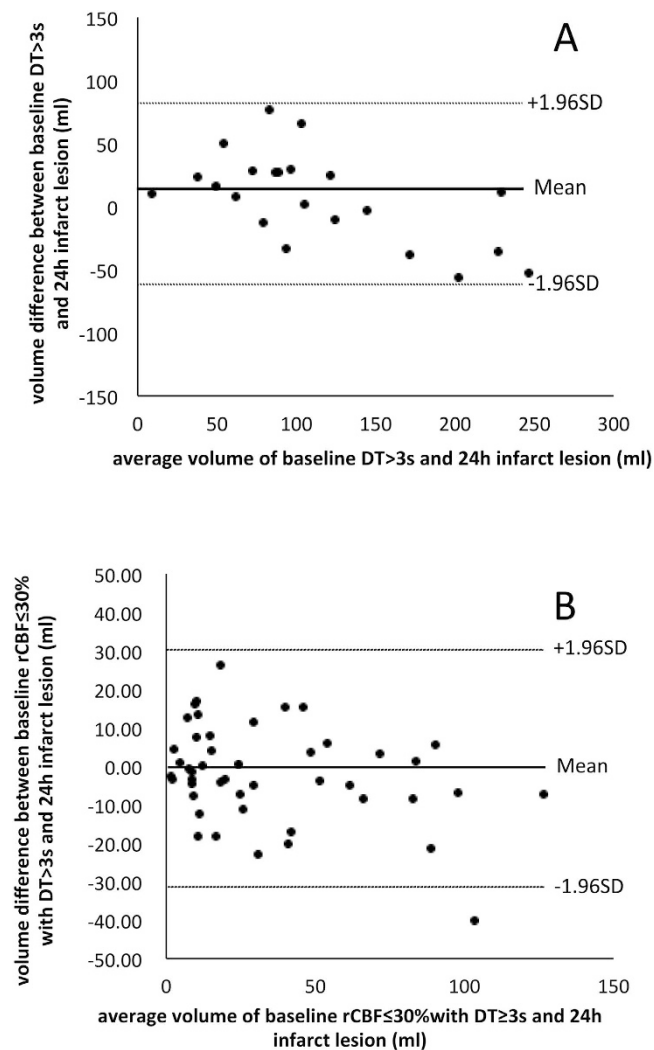 A
150
100
50
0
-50
-100
-150
+1.96SD
Mean
-1.96SD
0 50 100 150 200 250 300
volume difference between baseline DT>3s
and 24h infarct lesion (ml)
average volume of baseline DT>3s and 24h infarct lesion (ml)
B
50.00
40.00
30.00
20.00
10.00
0.00
-10.00
-20.00
-30.00
-40.00
-50.00
+1.96SD
Mean
-1.96SD
0 50 100 150
volume difference between baseline rCBF≤30%
with DT>3s and 24h infarct lesion (ml)
average volume of baseline rCBF≤30%with DT≥3s and 24h
infarct lesion (ml)